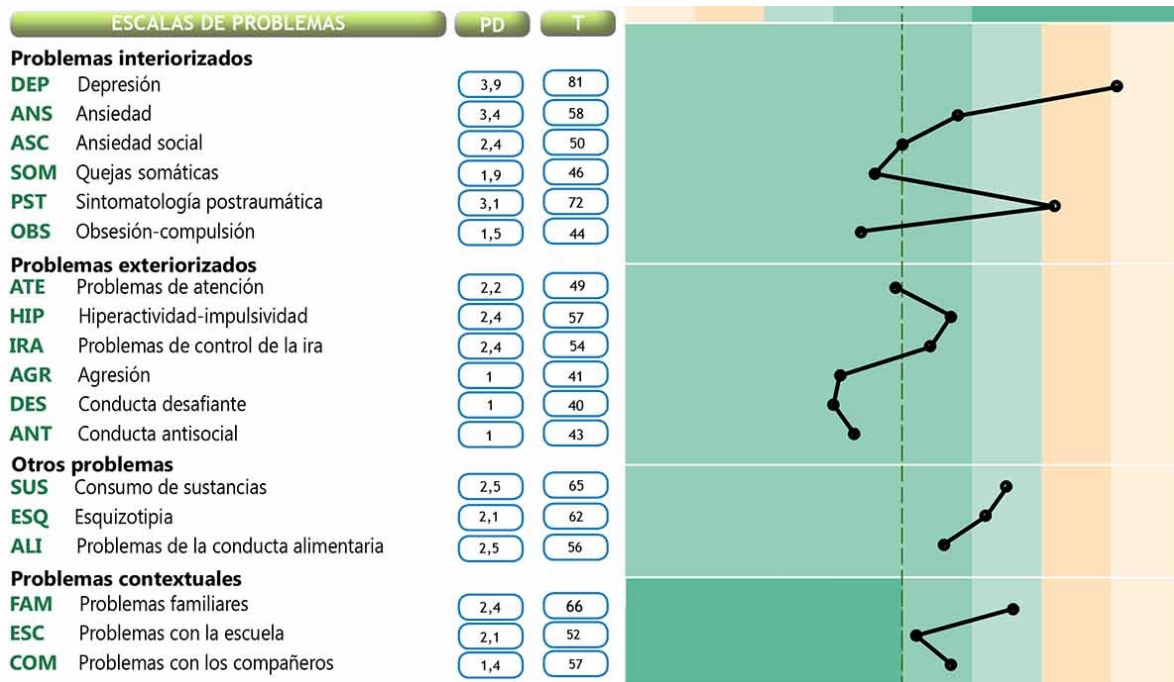 ESCALAS DE PROBLEMAS PD T
Problemas interiorizados
DEP Depresión 3,9 81
ANS Ansiedad 3,4 58
ASC Ansiedad social 2,4 50
SOM Quejas somáticas 1,9 46
PST Sintomatología postraumática 3,1 72
OBS Obsesión-compulsión 1,5 44
Problemas exteriorizados
ATE Problemas de atención 2,2 49
HIP Hiperactividad-impulsividad 2,4 57
IRA Problemas de control de la ira 2,4 54
AGR Agresión 1 41
DES Conducta desafiante 1 40
ANT Conducta antisocial 1 43
Otros problemas
SUS Consumo de sustancias 2,5 65
ESQ Esquizotipia 2,1 62
ALI Problemas de la conducta alimentaria 2,5 56
Problemas contextuales
FAM Problemas familiares 2,4 66
ESC Problemas con la escuela 2,1 52
COM Problemas con los compañeros 1,4 57